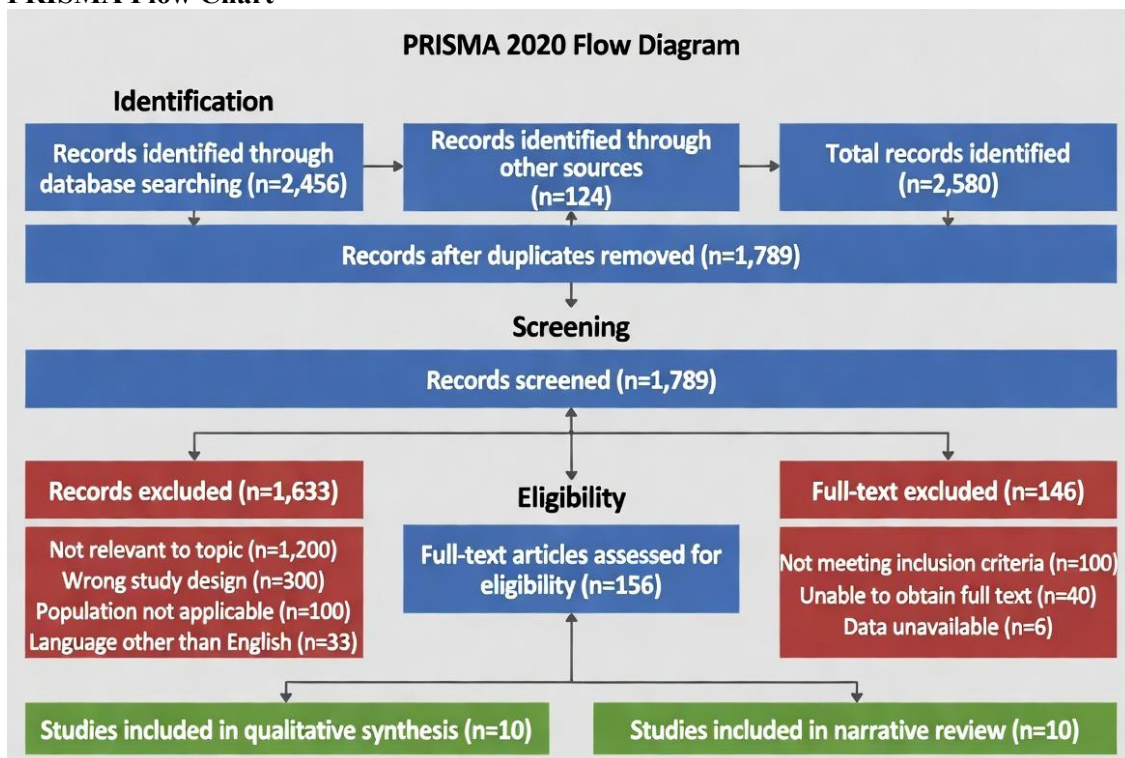 PRISMA Flow Chart
PRISMA 2020 Flow Diagram
Identification
Records identified through
database searching (n=2,456)
Records identified through
other sources
(n=124)
Total records identified
(n=2,580)
Records after duplicates removed (n=1,789)
Screening
Records screened (n=1,789)
Records excluded (n=1,633)
Not relevant to topic (n=1,200)
Wrong study design (n=300)
Population not applicable (n=100)
Language other than English (n=33)
Eligibility
Full-text articles assessed for
eligibility (n=156)
Full-text excluded (n=146)
Not meeting inclusion criteria (n=100)
Unable to obtain full text (n=40)
Data unavailable (n=6)
Studies included in qualitative synthesis (n=10)
Studies included in narrative review (n=10)